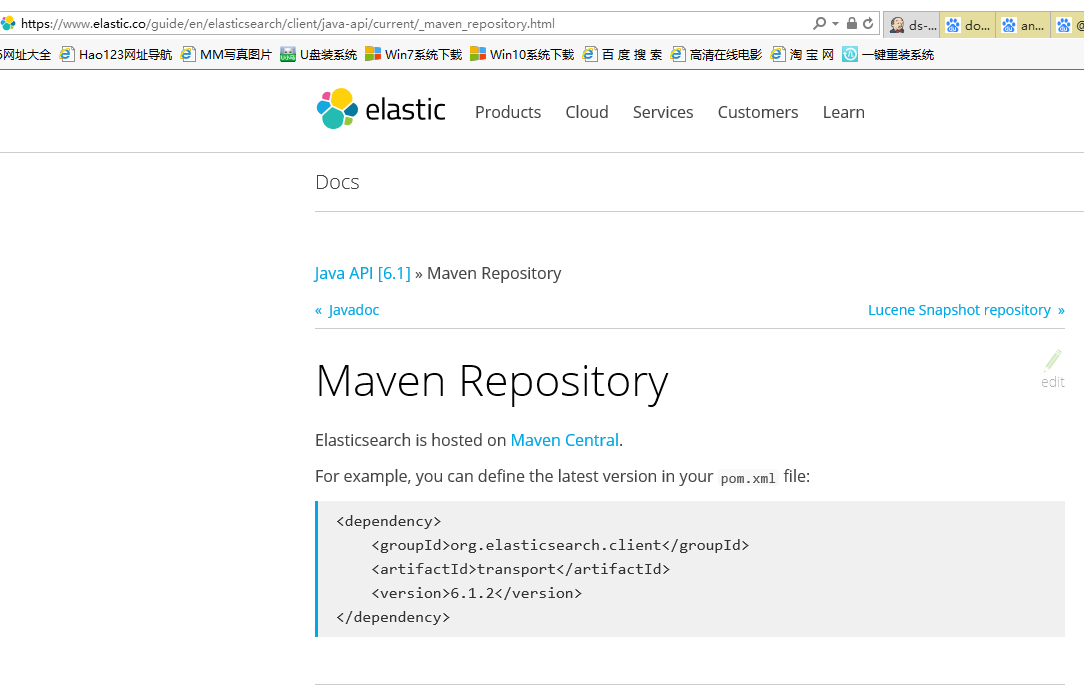 https://www.elastic.co/guide/en/elasticsearch/client/java-api/current/_maven_repository.html
ds-...
do...
an...
网址大全
Hao123网址导航
MM写真图片
U盘装系统
Win7系统下载
Win10系统下载
百 度 搜 索
高清在线电影
淘 宝 网
一键重装系统
elastic
Products
Cloud
Services
Customers
Learn
Docs
Java API [6.1] » Maven Repository
« Javadoc
Lucene Snapshot repository »
Maven Repository
edit
Elasticsearch is hosted on Maven Central.
For example, you can define the latest version in your pom.xml file:
<dependency>
    <groupId>org.elasticsearch.client</groupId>
    <artifactId>transport</artifactId>
    <version>6.1.2</version>
</dependency>